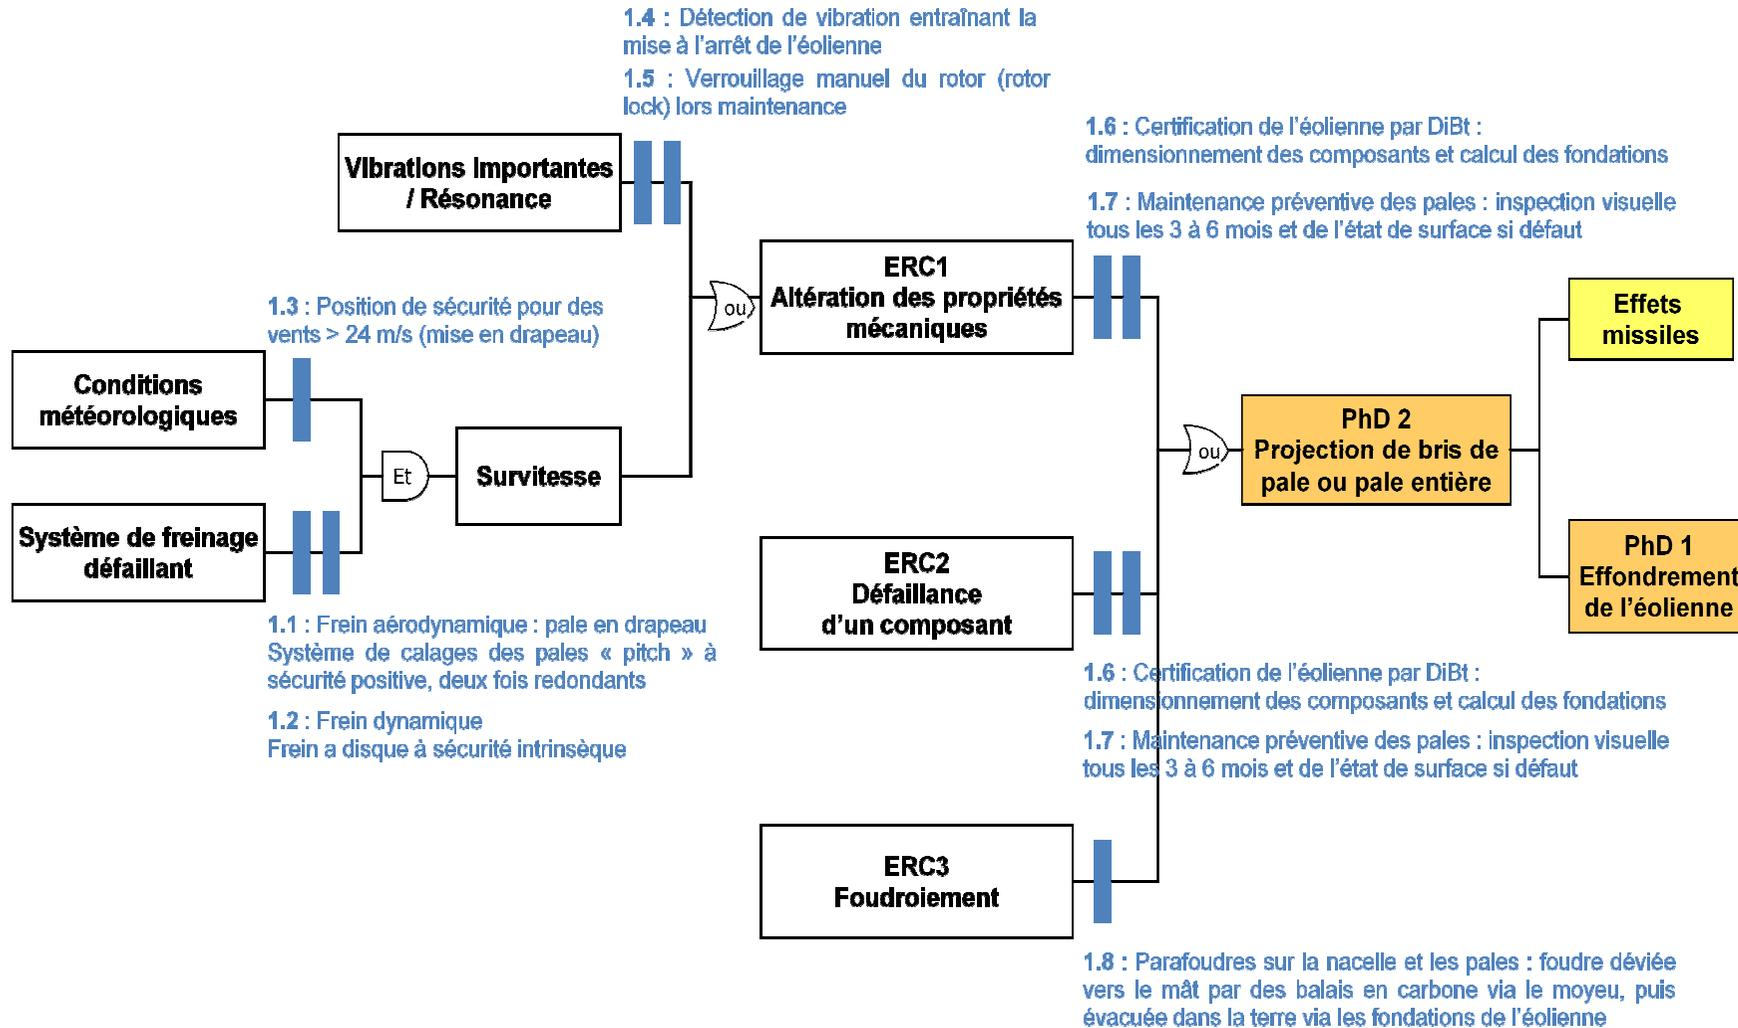 1.4 : Détection de vibration entraînant la
mise à l'arrêt de l'éolienne
1.5 : Verrouillage manuel du rotor (rotor
lock) lors maintenance
Vibrations Importantes
/ Résonance
1.6 : Certification de l'éolienne par DiBt :
dimensionnement des composants et calcul des fondations
1.7 : Maintenance préventive des pales : inspection visuelle
tous les 3 à 6 mois et de l'état de surface si défaut
1.3 : Position de sécurité pour des
vents > 24 m/s (mise en drapeau)
ERC1
Altération des propriétés
mécaniques
ou
Effets
missiles
Conditions
météorologiques
Et
Survitesse
ou
PhD 2
Projection de bris de
pale ou pale entière
Système de freinage
défaillant
ERC2
Défaillance
d'un composant
PhD 1
Effondrement
de l'éolienne
1.1 : Frein aérodynamique : pale en drapeau
Système de calages des pales « pitch » à
sécurité positive, deux fois redondants
1.2 : Frein dynamique
Frein a disque à sécurité intrinsèque
1.6 : Certification de l'éolienne par DiBt :
dimensionnement des composants et calcul des fondations
1.7 : Maintenance préventive des pales : inspection visuelle
tous les 3 à 6 mois et de l'état de surface si défaut
ERC3
Foudroiement
1.8 : Parafoudres sur la nacelle et les pales : foudre déviée
vers le mât par des balais en carbone via le moyeu, puis
évacuée dans la terre via les fondations de l'éolienne